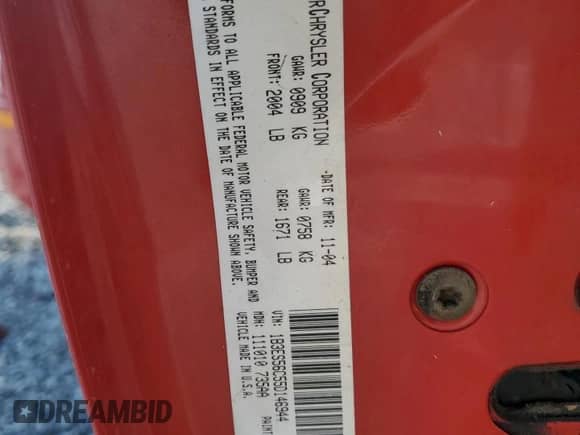 rChrysler Corporation -DATE OF MFR: 11-04 VIN: 1B3ES56C55D146944
GAWR: 0909 KG GAWR: 0758 KG MDH: 111010 735AA
FRONT: 2004 LB REAR: 1671 LB VEHICLE MADE IN U.S.A.
FORMS TO ALL APPLICABLE FEDERAL MOTOR VEHICLE SAFETY, BUMPER AND
STANDARDS IN EFFECT ON THE DATE OF MANUFACTURE SHOWN ABOVE.
PAINT
DREAMBID